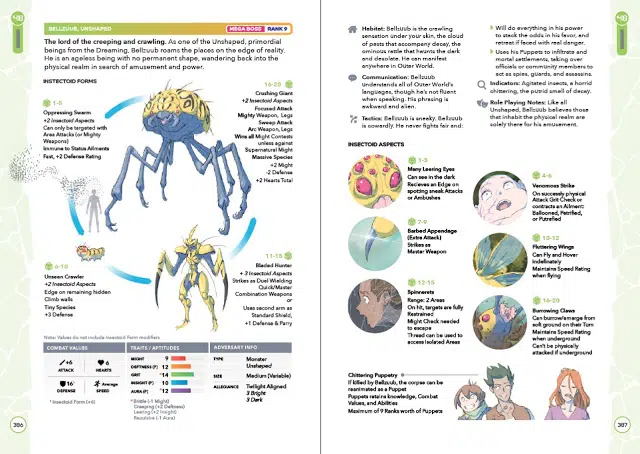 BELLZUUB, UNSHAPED
MEGA BOSS
RANK 9
The lord of the creeping and crawling. As one of the Unshaped, primordial
beings from the Dreaming, Bellzuub roams the places on the edge of reality.
He is an ageless being with no permanent shape, wandering back into the
physical realm in search of amusement and power.
INSTECTOID FORMS
1-5
Oppressing Swarm
+2 Insectoid Aspects
Can only be targeted with
Area Attacks (or Mighty
Weapons)
Immune to Status Ailments
Fast, +2 Defense Rating
16-20
Crushing Giant
+2 Insectoid Aspects
Focused Attack
Mighty Weapon, Legs
Sweep Attack
Arc Weapon, Legs
Wins all Might Contests
unless against
Supernatural Might
Massive Species
+2 Might
-2 Defense
+2 Hearts Total
6-10
Unseen Crawler
+2 Insectoid Aspects
Edge on remaining hidden
Climb walls
Tiny Species
+3 Defense
11-15
Bladed Hunter
+ 3 Insectoid Aspects
Strikes as Duel Wielding
Quick/Master
Combination Weapons
or
Uses second arm as
Standard Shield,
+1 Defense & Parry
Note: Values do not include Insectoid Form modifiers
COMBAT VALUES
+6
ATTACK
6
HEARTS
16
DEFENSE
Average
SPEED
* Insectoid Form (+6)
TRAITS / APTITUDES
MIGHT 9
DEFTNESS (P) 12
GRIT 14
INSIGHT (P) 10
AURA (P) 12
* Brittle (-1 Might)
Creeping (+2 Deftness)
Leering (+2 Insight)
Repulsive (-1 Aura)
ADVERSARY INFO
TYPE Monster
Unshaped
SIZE Medium (Variable)
ALLEGIANCE Twilight Aligned
3 Bright
3 Dark
386
Habitat: Bellzuub is the crawling
sensation under your skin, the cloud
of pests that accompany decay, the
ominous rattle that haunts the dark
and desolate. He can manifest
anywhere in Outer World.
Communication: Bellzuub
understands all of Outer World's
languages, though he's not fluent
when speaking. His phrasing is
awkward and alien.
Tactics: Bellzuub is sneaky. Bellzuub
is cowardly. He never fights fair and:
Will do everything in his power
to stack the odds in his favor, and
retreat if faced with real danger.
Uses his Puppets to infiltrate and
mortal settlements, taking over
officials or community members to
act as spies, guards, and assassins.
Indicators: Agitated insects, a horrid
chittering, the putrid smell of decay.
Role Playing Notes: Like all
Unshaped, Bellzuub believes those
that inhabit the physical realm are
solely there for his amusement.
INSECTOID ASPECTS
1-3
Many Leering Eyes
Can see in the dark
Recieves an Edge on
spotting sneak Attacks
or Ambushes
4-6
Venomous Strike
On successfuly physical
Attack Grit Check or
contracts an Ailment:
Ballooned, Petrified,
or Putrefied
7-9
Barbed Appendage
(Extra Attack)
Strikes as
Master Weapon
10-12
Fluttering Wings
Can Fly and Hover
Indefinately
Maintains Speed Rating
when flying
12-15
Spinnerets
Range: 2 Areas
On hit, targets are fully
Restrained
Might Check needed
to escape
Thread can be used to
access Isolated Areas
16-20
Burrowing Claws
Can burrow/emerge from
soft ground on their Turn
Maintains Speed Rating
when underground
Can't be physically
attacked if underground
Chittering Puppetry
If killed by Bellzuub, the corpse can be
reanimated as a Puppet
Puppets retains knowledge, Combat
Values, and Abilities
Maximum of 9 Ranks worth of Puppets
387